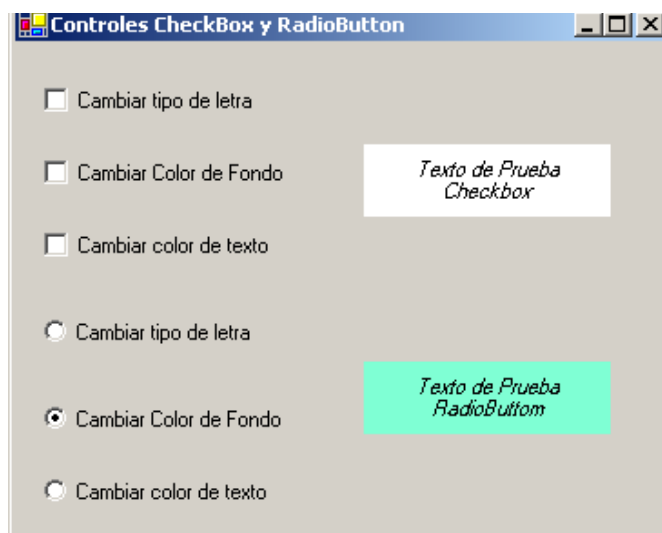 Controles CheckBox y RadioButton
Cambiar tipo de letra
Cambiar Color de Fondo
Texto de Prueba
Checkbox
Cambiar color de texto
Cambiar tipo de letra
Texto de Prueba
RadioButtom
Cambiar Color de Fondo
Cambiar color de texto